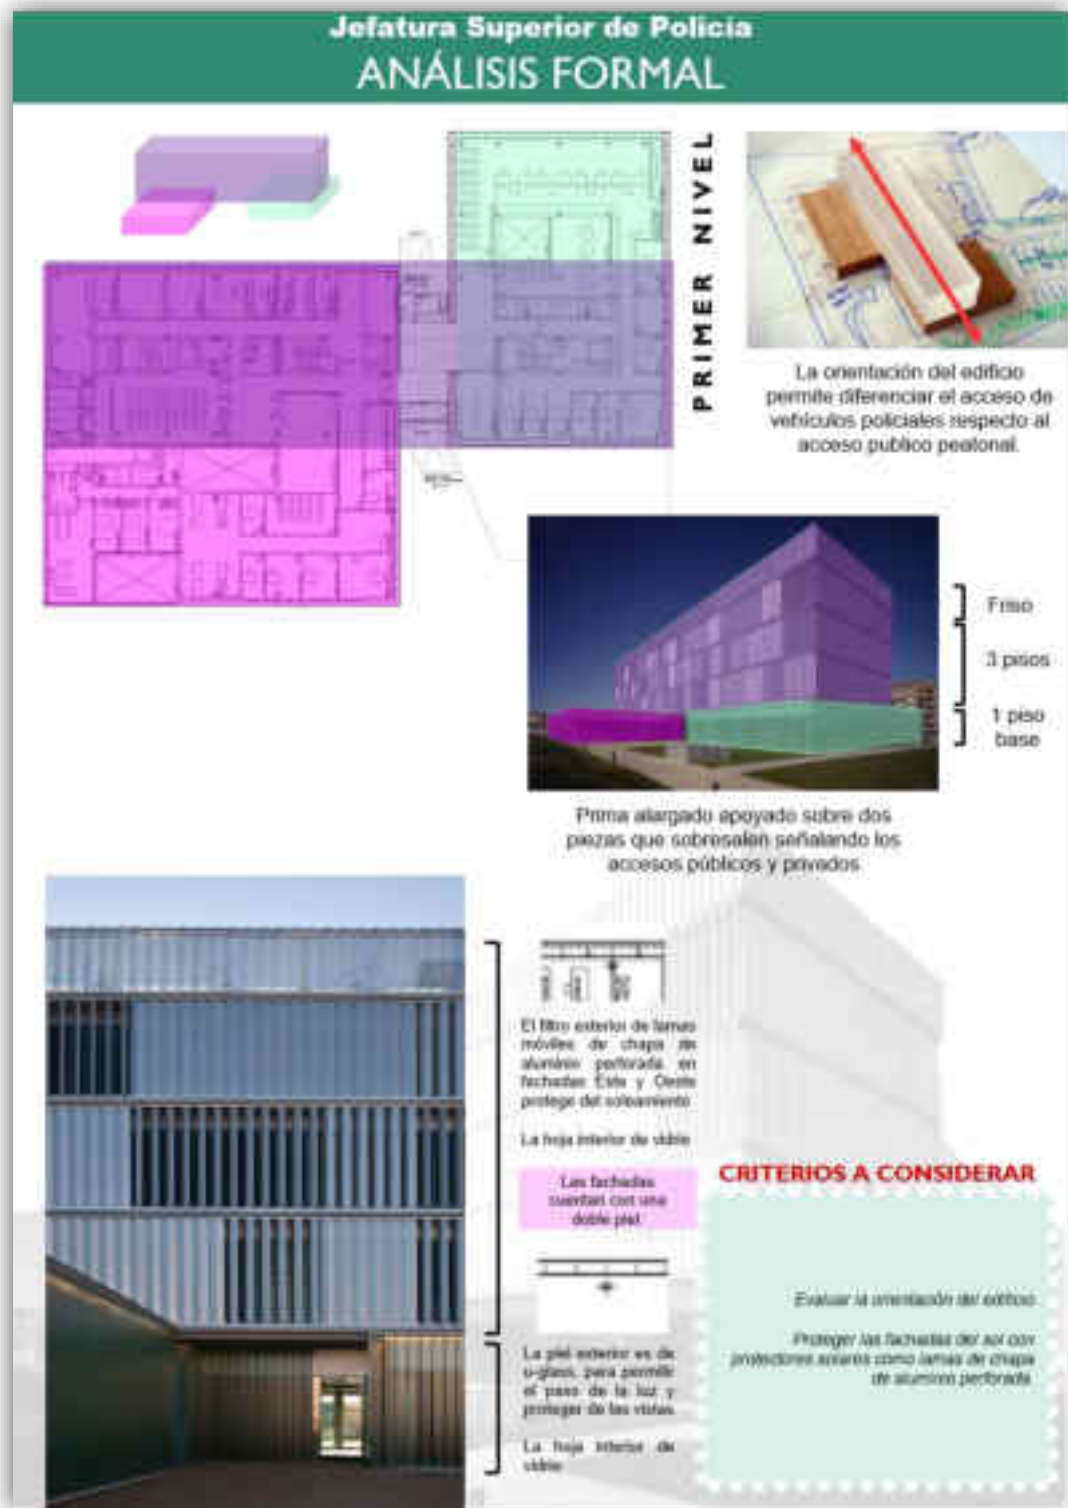 Jefatura Superior de Policía
ANÁLISIS FORMAL
PRIMER NIVEL
La orientación del edificio
permite diferenciar el acceso de
vehículos policiales respecto al
acceso publico peatonal.
Friso
3 pisos
1 piso
base
Prima alargado apoyado sobre dos
piezas que sobresalen señalando los
accesos públicos y privados
El filtro exterior de lamas
móviles de chapa de
aluminio perforada en
fachadas Este y Oeste
protege del soleamiento
La hoja interior de vidrio
Las fachadas
cuentan con una
doble piel
La piel exterior es de
u-glass, para permitir
el paso de la luz y
proteger de las vistas.
La hoja interior de
vidrio
CRITERIOS A CONSIDERAR
Evaluar la orientación del edificio
Proteger las fachadas del sol con
protectores solares como lamas de chapa
de aluminio perforada.